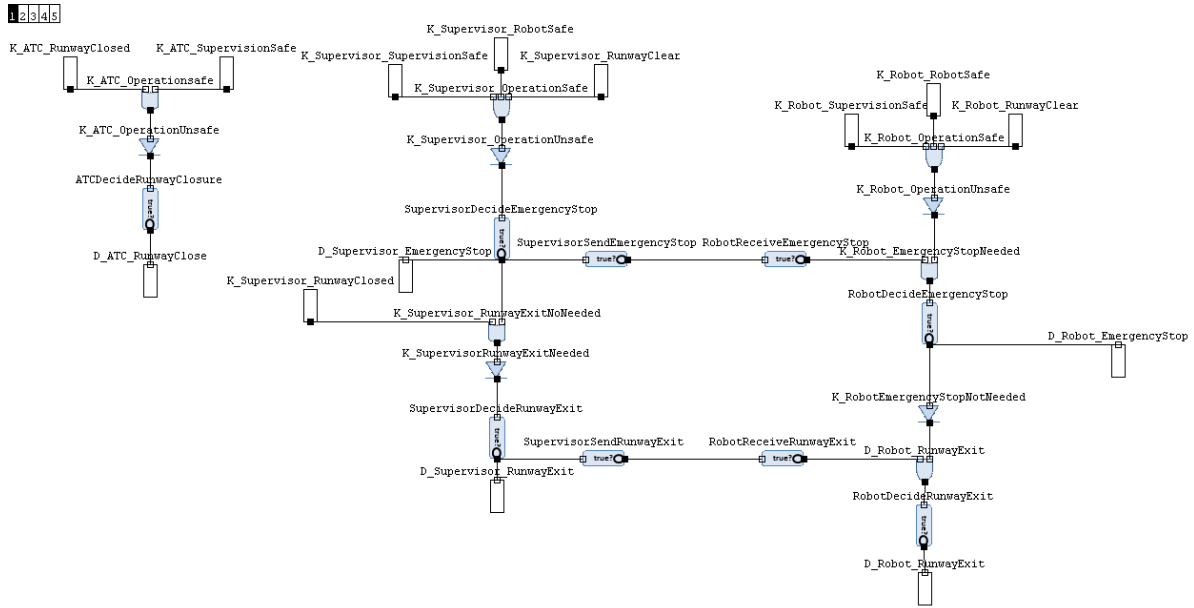 1 2 3 4 5
K_Supervisor_RobotSafe
K_ATC_RunwayClosed
K_ATC_SupervisionSafe
K_Supervisor_SupervisionSafe
K_Supervisor_RunwayClear
K_ATC_Operationsafe
K_Supervisor_OperationSafe
K_Robot_RobotSafe
K_Robot_SupervisionSafe
K_Robot_RunwayClear
K_ATC_OperationUnsafe
K_Supervisor_OperationUnsafe
K_Robot_OperationSafe
ATCDecideRunwayClosure
true?
K_Robot_OperationUnsafe
SupervisorDecideEmergencyStop
true?
D_ATC_RunwayClose
D_Supervisor_EmergencyStop
SupervisorSendEmergencyStop
true?
RobotReceiveEmergencyStop
true?
K_Robot_EmergencyStopNeeded
K_Supervisor_RunwayClosed
RobotDecideEmergencyStop
true?
K_Supervisor_RunwayExitNoNeeded
D_Robot_EmergencyStop
K_SupervisorRunwayExitNeeded
K_RobotEmergencyStopNotNeeded
SupervisorDecideRunwayExit
true?
SupervisorSendRunwayExit
true?
RobotReceiveRunwayExit
true?
D_Robot_RunwayExit
D_Supervisor_RunwayExit
RobotDecideRunwayExit
true?
D_Robot_RunwayExit